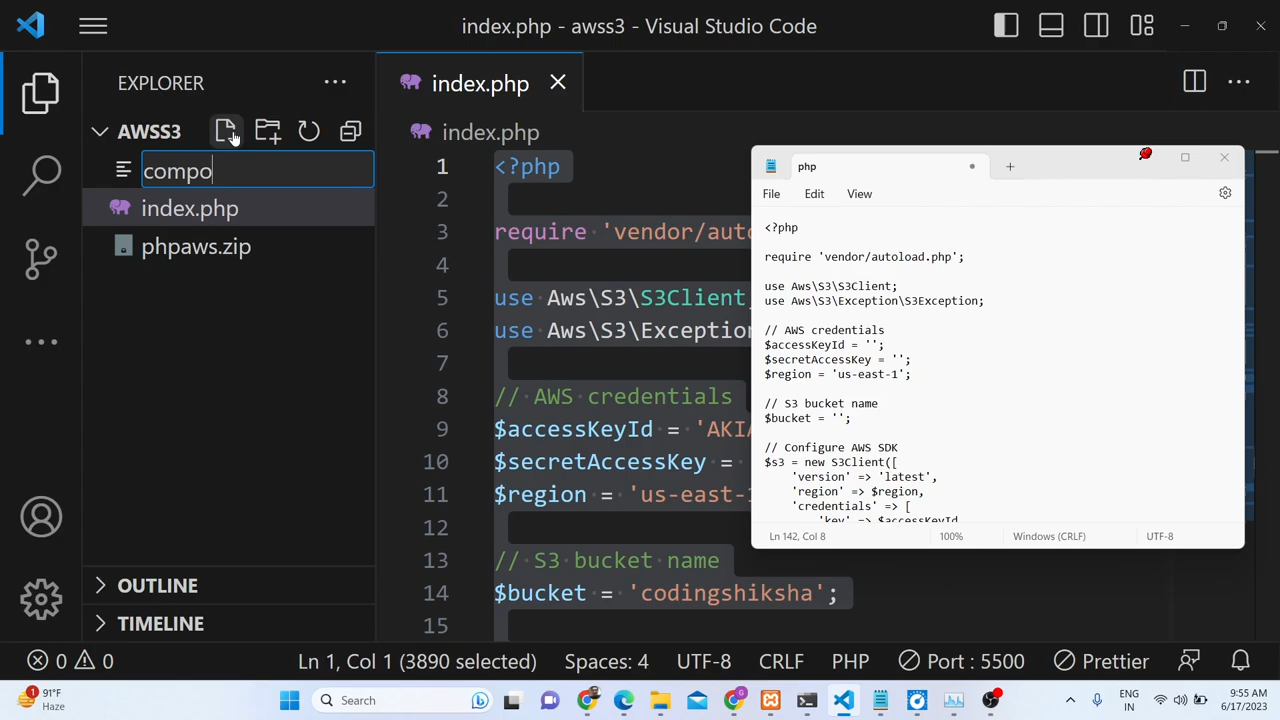 index.php - awss3 - Visual Studio Code
EXPLORER
index.php
AWSS3
index.php
compo
index.php
phpaws.zip
OUTLINE
TIMELINE
1 <?php
2
3 require 'vendor/auto
4
5 use Aws\S3\S3Client;
6 use Aws\S3\Exception
7
8 // AWS credentials
9 $accessKeyId = 'AKIA
10 $secretAccessKey =
11 $region = 'us-east-1
12
13 // S3 bucket name
14 $bucket = 'codingshiksha';
15
php
File Edit View
<?php
require 'vendor/autoload.php';
use Aws\S3\S3Client;
use Aws\S3\Exception\S3Exception;
// AWS credentials
$accessKeyId = '';
$secretAccessKey = '';
$region = 'us-east-1';
// S3 bucket name
$bucket = '';
// Configure AWS SDK
$s3 = new S3Client([
'version' => 'latest',
'region' => $region,
'credentials' => [
'key' => $accessKeyId
Ln 142, Col 8 100% Windows (CRLF) UTF-8
0 0 Ln 1, Col 1 (3890 selected) Spaces: 4 UTF-8 CRLF PHP Port : 5500 Prettier
1 91°F
Haze
Search
ENG
IN
9:55 AM
6/17/2023